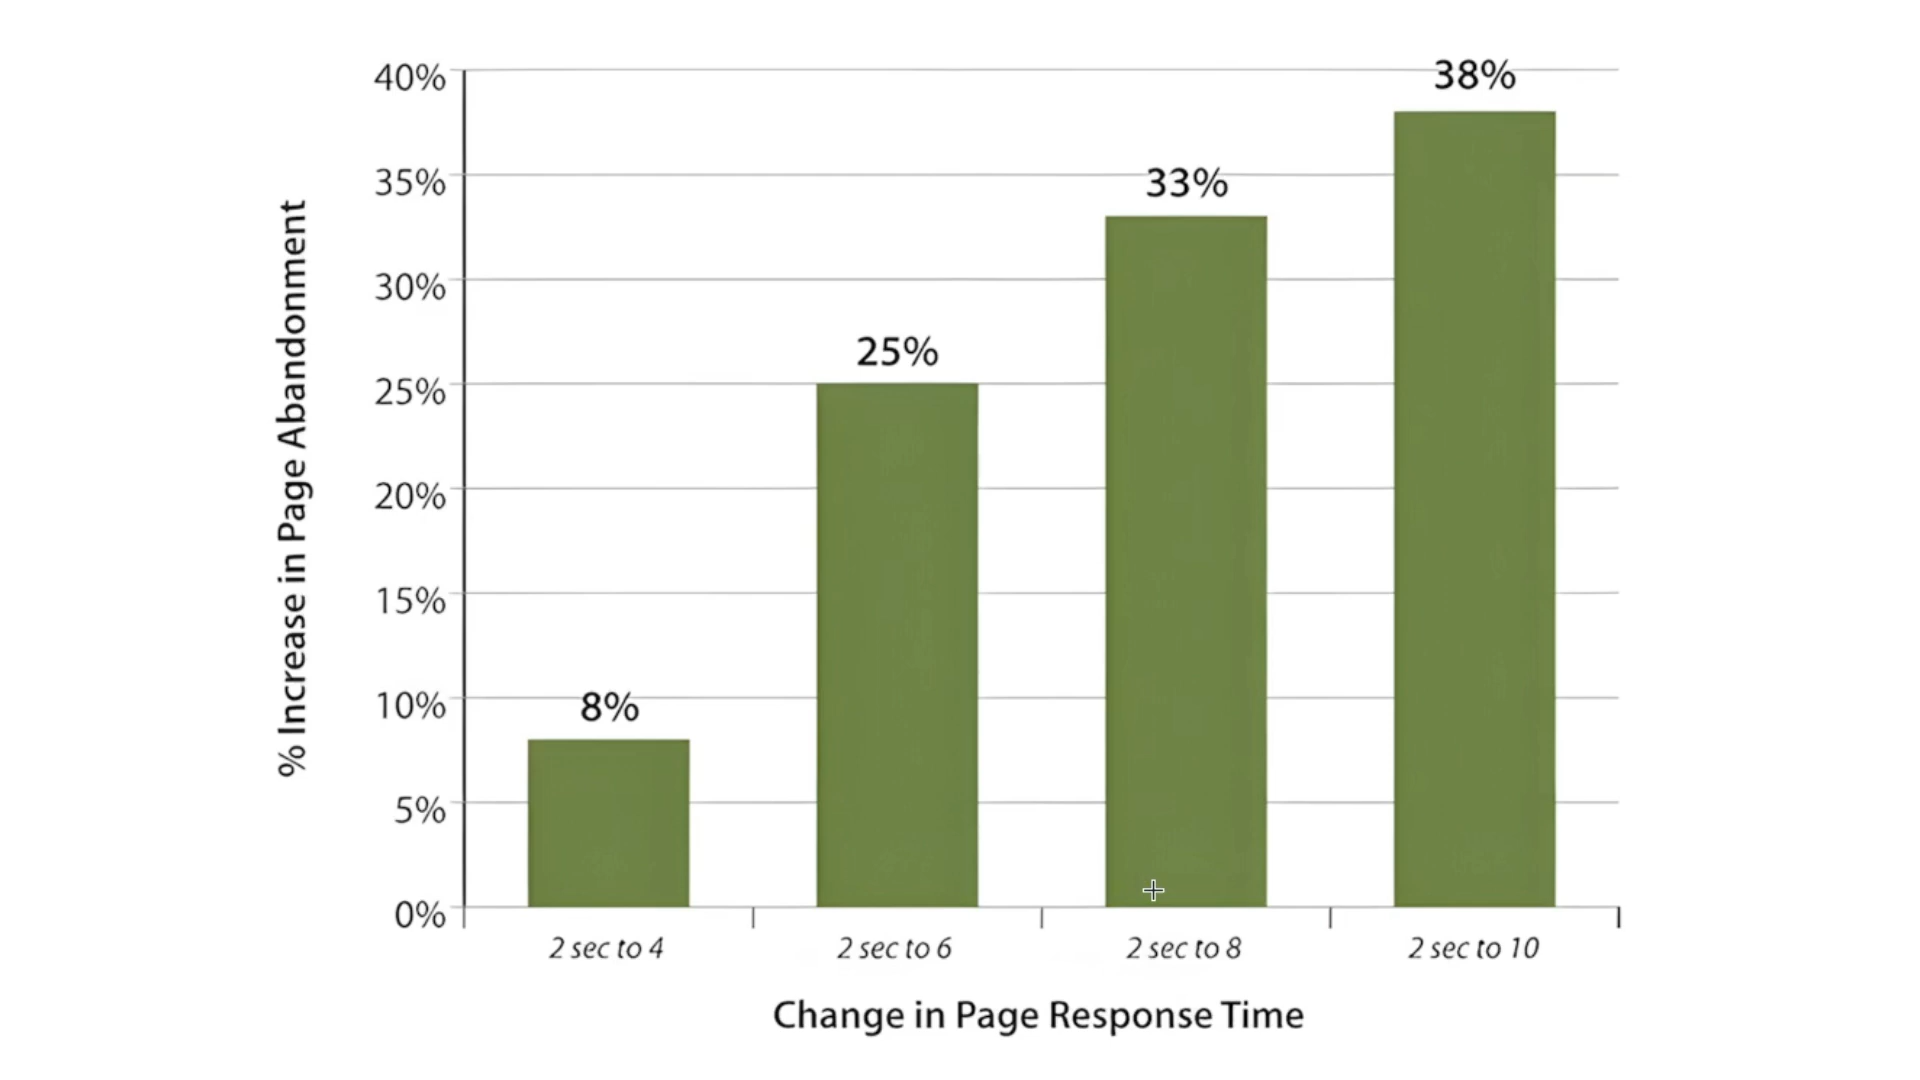 % Increase in Page Abandonment
40%
35%
30%
25%
20%
15%
10%
5%
0%
8%
25%
33%
38%
2 sec to 4
2 sec to 6
2 sec to 8
2 sec to 10
Change in Page Response Time